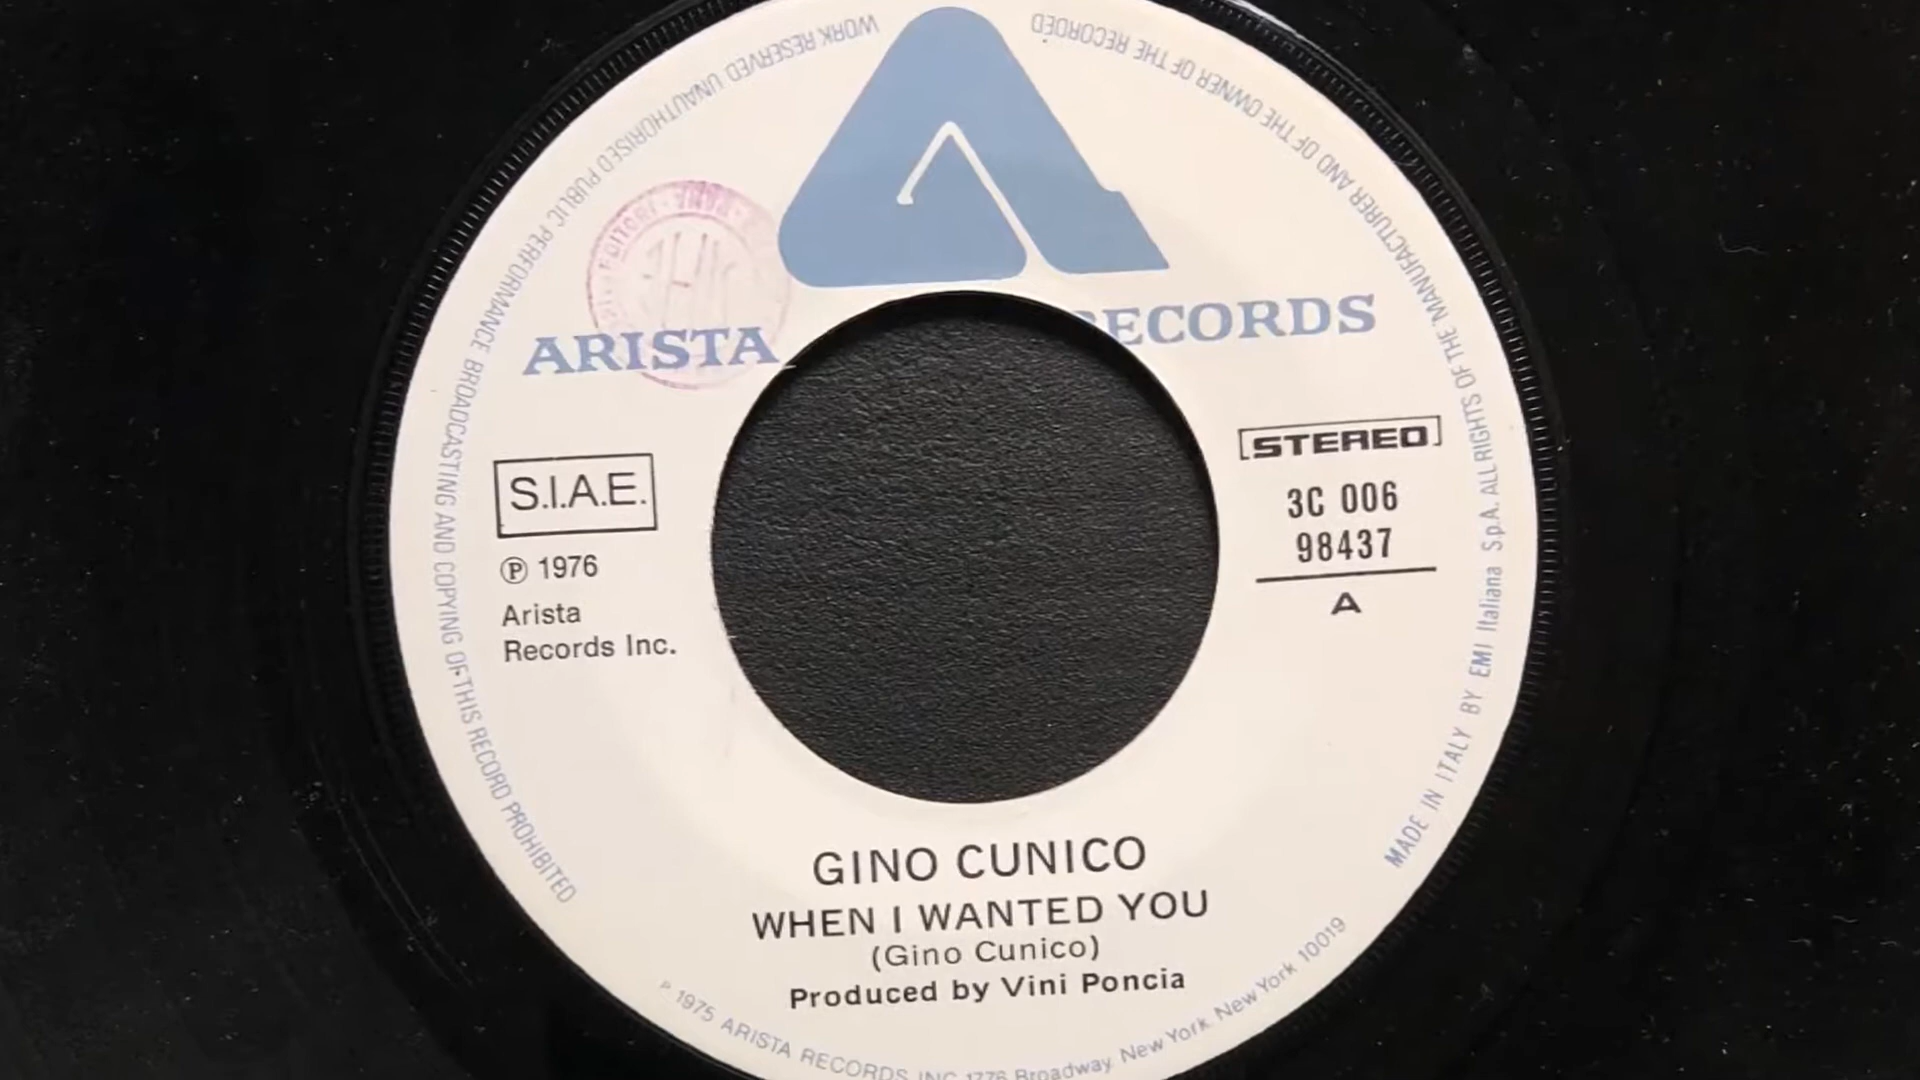 WORK RESERVED UNAUTHORISED PUBLIC PERFORMANCE BROADCASTING AND COPYING OF THIS RECORD PROHIBITED
ALL RIGHTS OF THE MANUFACTURER AND OF THE OWNER OF THE RECORDED
ARISTA RECORDS
S.I.A.E.
℗ 1976
Arista
Records Inc.
STEREO
3C 006
98437
A
MADE IN ITALY BY EMI Italiana S.p.A.
GINO CUNICO
WHEN I WANTED YOU
(Gino Cunico)
Produced by Vini Poncia
P 1975 ARISTA RECORDS INC 1776 Broadway New York New York 10019